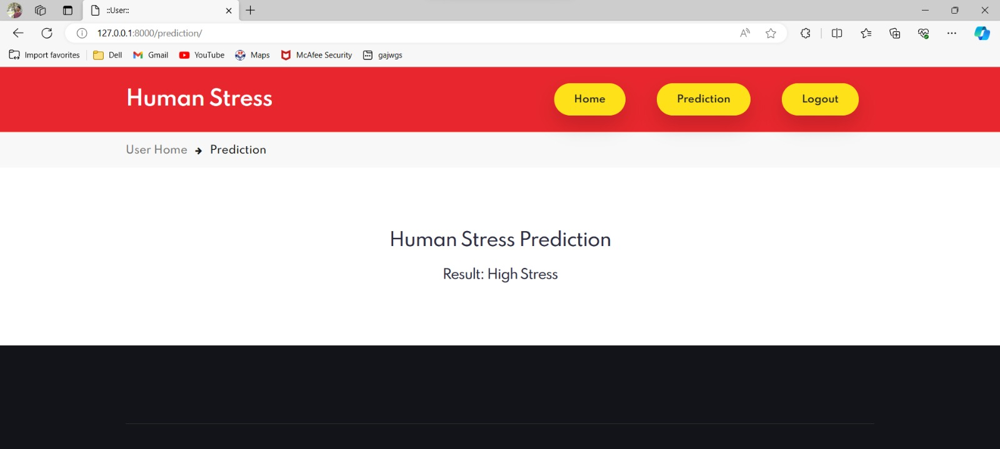 ::User::
127.0.0.1:8000/prediction/
Import favorites Dell Gmail YouTube Maps McAfee Security gajwgs
Human Stress Home Prediction Logout
User Home → Prediction
Human Stress Prediction
Result: High Stress